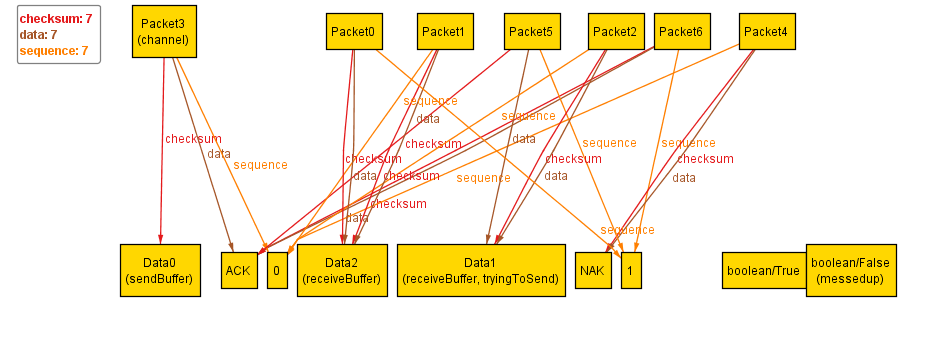 checksum: 7
data: 7
sequence: 7
Packet3
(channel)
Packet0
Packet1
Packet5
Packet2
Packet6
Packet4
sequence
data
sequence
checksum
data
checksum
sequence
checksum
data
sequence
checksum
data
checksum
sequence
checksum
data
sequence
checksum
data
checksum
data
sequence
Data0
(sendBuffer)
ACK
0
Data2
(receiveBuffer)
Data1
(receiveBuffer, tryingToSend)
NAK
1
boolean/True
boolean/False
(messedup)